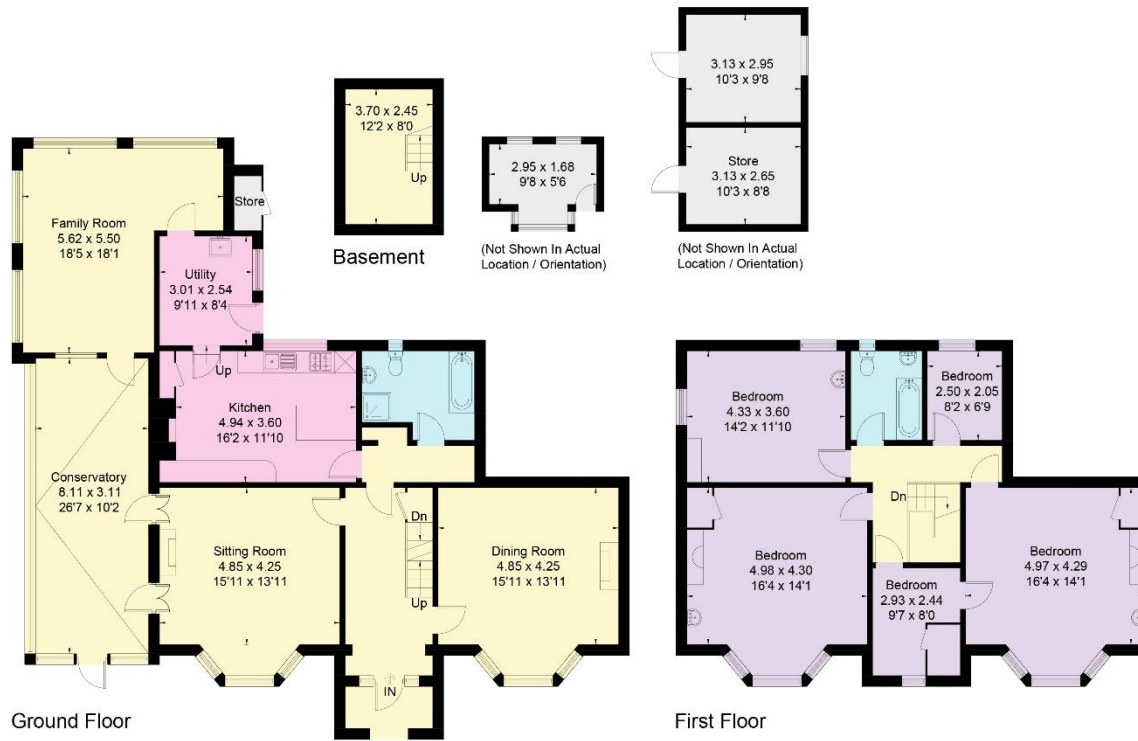 3.70 x 2.45
12'2 x 8'0
Up
Basement
2.95 x 1.68
9'8 x 5'6
(Not Shown In Actual
Location / Orientation)
3.13 x 2.95
10'3 x 9'8
Store
3.13 x 2.65
10'3 x 8'8
(Not Shown In Actual
Location / Orientation)
Family Room
5.62 x 5.50
18'5 x 18'1
Store
Utility
3.01 x 2.54
9'11 x 8'4
Up
Kitchen
4.94 x 3.60
16'2 x 11'10
Conservatory
8.11 x 3.11
26'7 x 10'2
Sitting Room
4.85 x 4.25
15'11 x 13'11
Dn
Up
Dining Room
4.85 x 4.25
15'11 x 13'11
IN
Ground Floor
Bedroom
4.33 x 3.60
14'2 x 11'10
Bedroom
2.50 x 2.05
8'2 x 6'9
Dn
Bedroom
4.98 x 4.30
16'4 x 14'1
Bedroom
2.93 x 2.44
9'7 x 8'0
Bedroom
4.97 x 4.29
16'4 x 14'1
First Floor